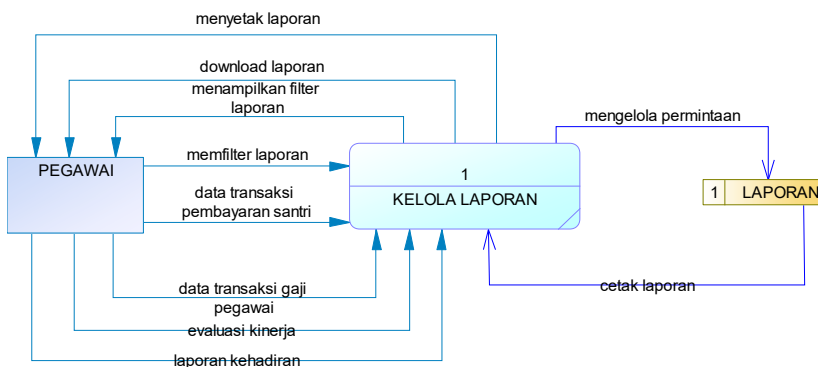 menyetak laporan
download laporan
menampilkan filter
laporan
mengelola permintaan
PEGAWAI
memfilter laporan
1
KELOLA LAPORAN
1 LAPORAN
data transaksi
pembayaran santri
data transaksi gaji
pegawai
cetak laporan
evaluasi kinerja
laporan kehadiran